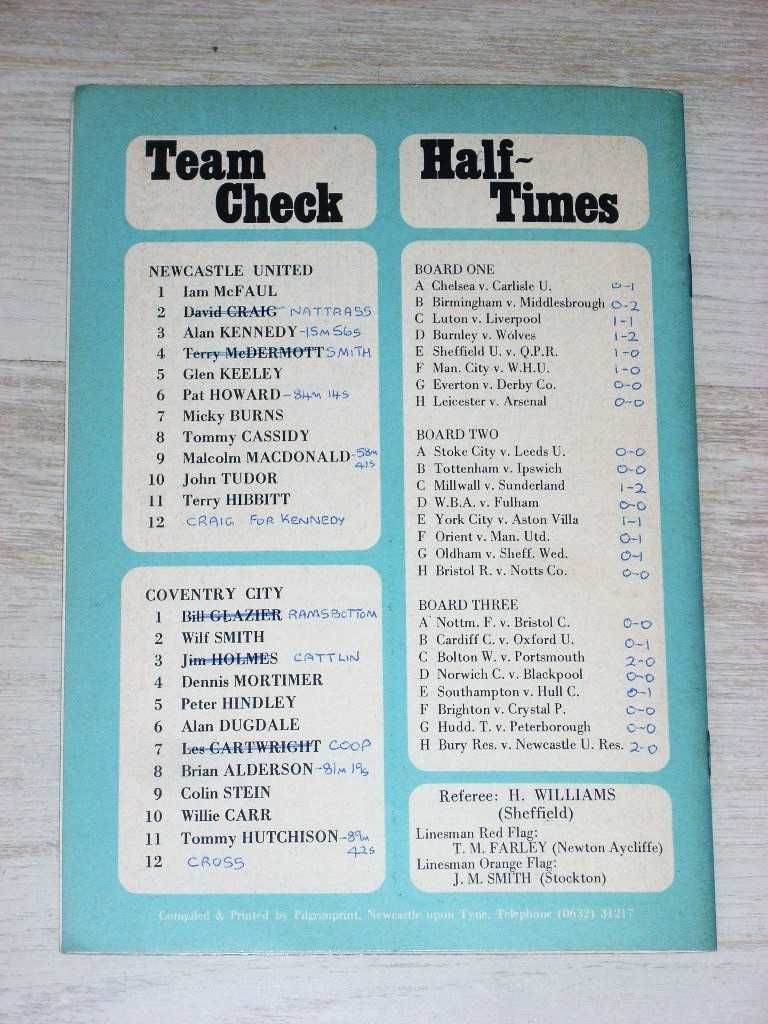 Team
Check
NEWCASTLE UNITED
1 Iam McFAUL
2 David CRAIG NATTRASS
3 Alan KENNEDY -15M 56S
4 Terry McDERMOTT SMITH
5 Glen KEELEY
6 Pat HOWARD - 84M 14S
7 Micky BURNS
8 Tommy CASSIDY
9 Malcolm MACDONALD -58M
41S
10 John TUDOR
11 Terry HIBBITT
12 CRAIG FOR KENNEDY
COVENTRY CITY
1 Bill GLAZIER RAMSBOTTOM
2 Wilf SMITH
3 Jim HOLMES CATTLIN
4 Dennis MORTIMER
5 Peter HINDLEY
6 Alan DUGDALE
7 Les CARTWRIGHT COOP
8 Brian ALDERSON -81M 19S
9 Colin STEIN
10 Willie CARR
11 Tommy HUTCHISON -89M
42S
12 CROSS
Half~
Times
BOARD ONE
A Chelsea v. Carlisle U. 0-1
B Birmingham v. Middlesbrough 0-2
C Luton v. Liverpool 1-1
D Burnley v. Wolves 1-2
E Sheffield U. v. Q.P.R. 1-0
F Man. City v. W.H.U. 1-0
G Everton v. Derby Co. 0-0
H Leicester v. Arsenal 0-0
BOARD TWO
A Stoke City v. Leeds U. 0-0
B Tottenham v. Ipswich 0-0
C Millwall v. Sunderland 1-2
D W.B.A. v. Fulham 0-0
E York City v. Aston Villa 1-1
F Orient v. Man. Utd. 0-1
G Oldham v. Sheff. Wed. 0-1
H Bristol R. v. Notts Co. 0-0
BOARD THREE
A Nottm. F. v. Bristol C. 0-0
B Cardiff C. v. Oxford U. 0-1
C Bolton W. v. Portsmouth 2-0
D Norwich C. v. Blackpool 0-0
E Southampton v. Hull C. 0-1
F Brighton v. Crystal P. 0-0
G Hudd. T. v. Peterborough 0-0
H Bury Res. v. Newcastle U. Res. 2-0
Referee: H. WILLIAMS
(Sheffield)
Linesman Red Flag:
T. M. FARLEY (Newton Aycliffe)
Linesman Orange Flag:
J. M. SMITH (Stockton)
Compiled & Printed by Pilgrimprint, Newcastle upon Tyne, Telephone (0632) 31217